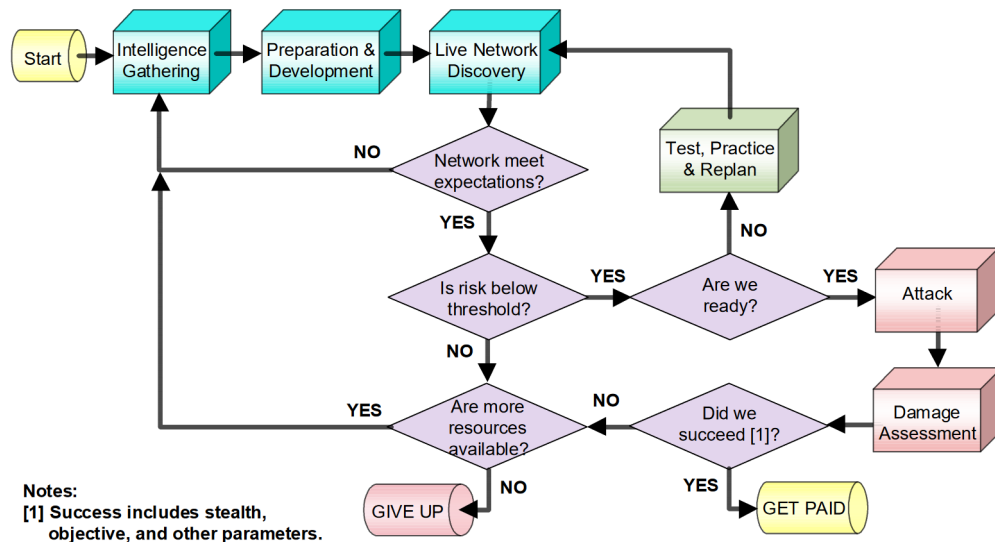 Start
Intelligence
Gathering
Preparation &
Development
Live Network
Discovery
NO
Network meet
expectations?
Test, Practice
& Replan
YES
NO
Is risk below
threshold?
YES
Are we
ready?
YES
Attack
NO
YES
Are more
resources
available?
NO
Did we
succeed [1]?
Damage
Assessment
NO
YES
GIVE UP
GET PAID
Notes:
[1] Success includes stealth,
objective, and other parameters.